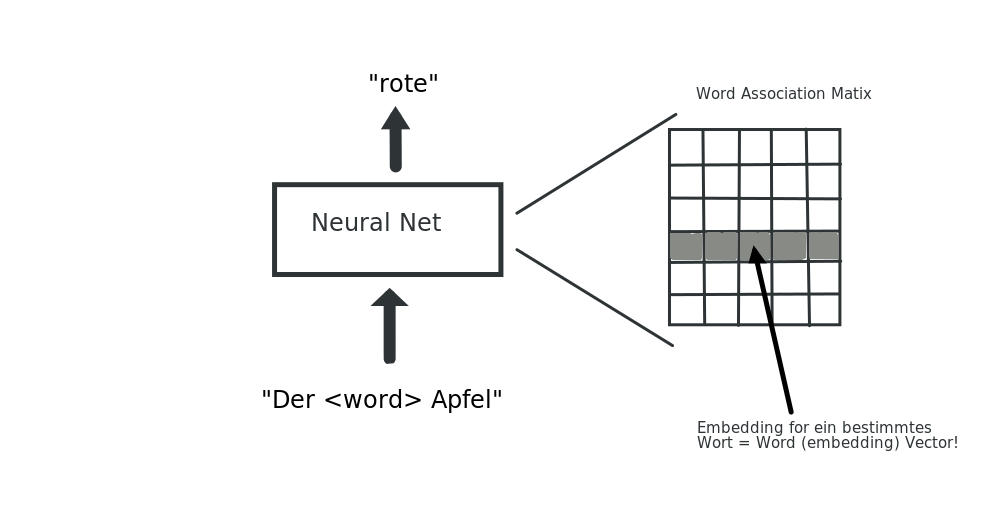 "rote"
Word Association Matix
Neural Net
"Der <word> Apfel"
Embedding for ein bestimmtes
Wort = Word (embedding) Vector!